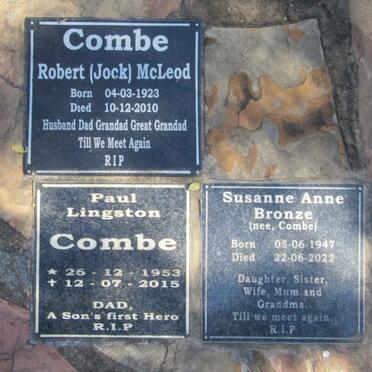 Combe
Robert (Jock) McLeod
Born 04-03-1923
Died 10-12-2010
Husband Dad Grandad Great Grandad
Till We Meet Again
R I P
Paul
Lingston
Combe
★ 26 - 12 - 1953
✝ 12 - 07 - 2015
DAD,
A Son's first Hero
R.I.P
Susanne Anne
Bronze
(nee, Combe)
Born 05-06-1947
Died 22-06-2022
Daughter, Sister,
Wife, Mum and
Grandma.
Till we meet again.
R.I.P